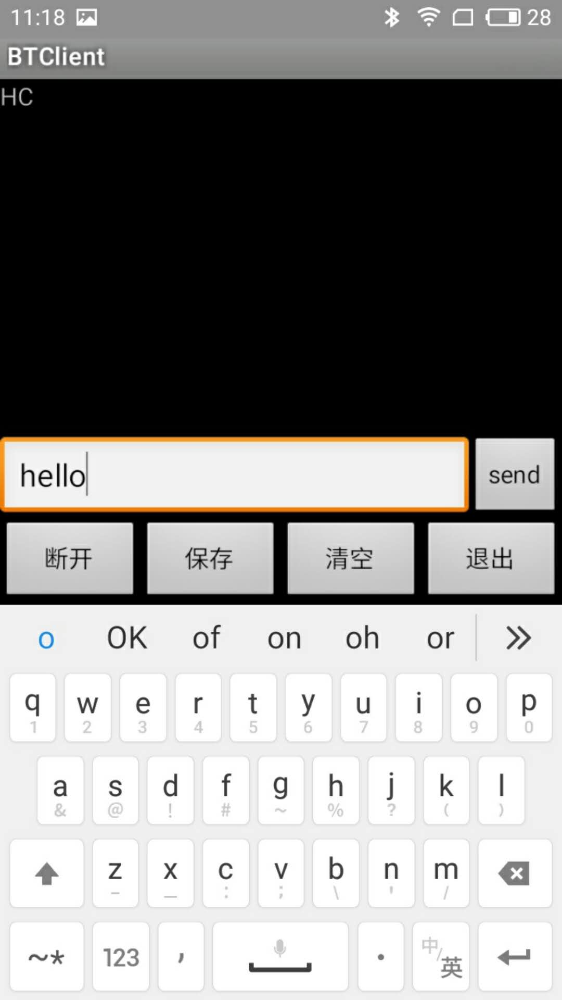 11:18 28
BTClient
HC
hello send
断开 保存 清空 退出
o OK of on oh or
q w e r t y u i o p
1 2 3 4 5 6 7 8 9 0
a s d f g h j k l
& @ ! # ~ % ? ( )
z x c v b n m
– — : ; \ ' /
~* 123 , . 中/英